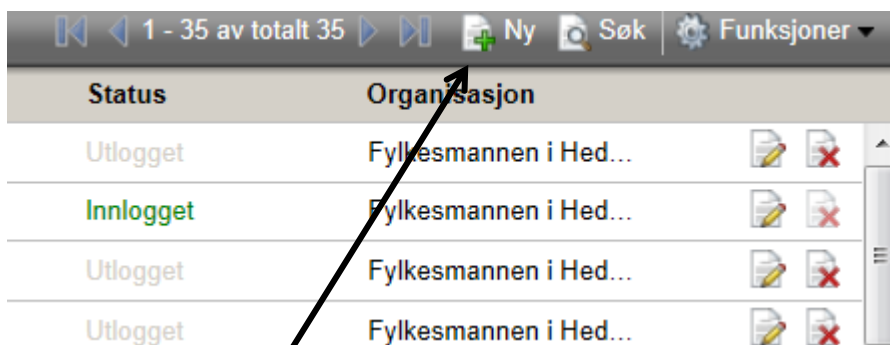 1 - 35 av totalt 35 Ny Søk Funksjoner
Status Organisasjon
Utlogget Fylkesmannen i Hed...
Innlogget Fylkesmannen i Hed...
Utlogget Fylkesmannen i Hed...
Utlogget Fylkesmannen i Hed...